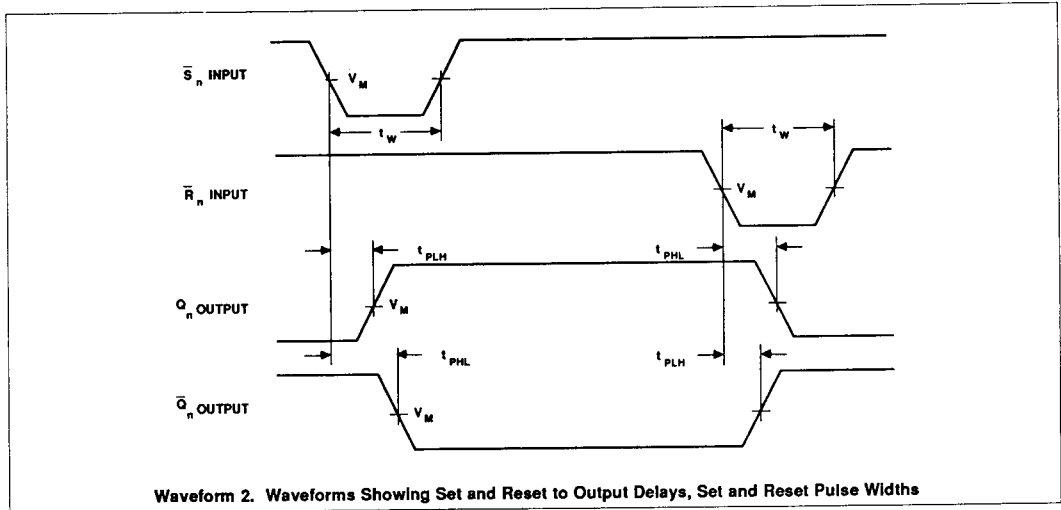 S̅n INPUT
VM
tW
tW
R̅n INPUT
VM
tPLH
tPHL
Qn OUTPUT
VM
tPHL
tPLH
Q̅n OUTPUT
VM
Waveform 2. Waveforms Showing Set and Reset to Output Delays, Set and Reset Pulse Widths